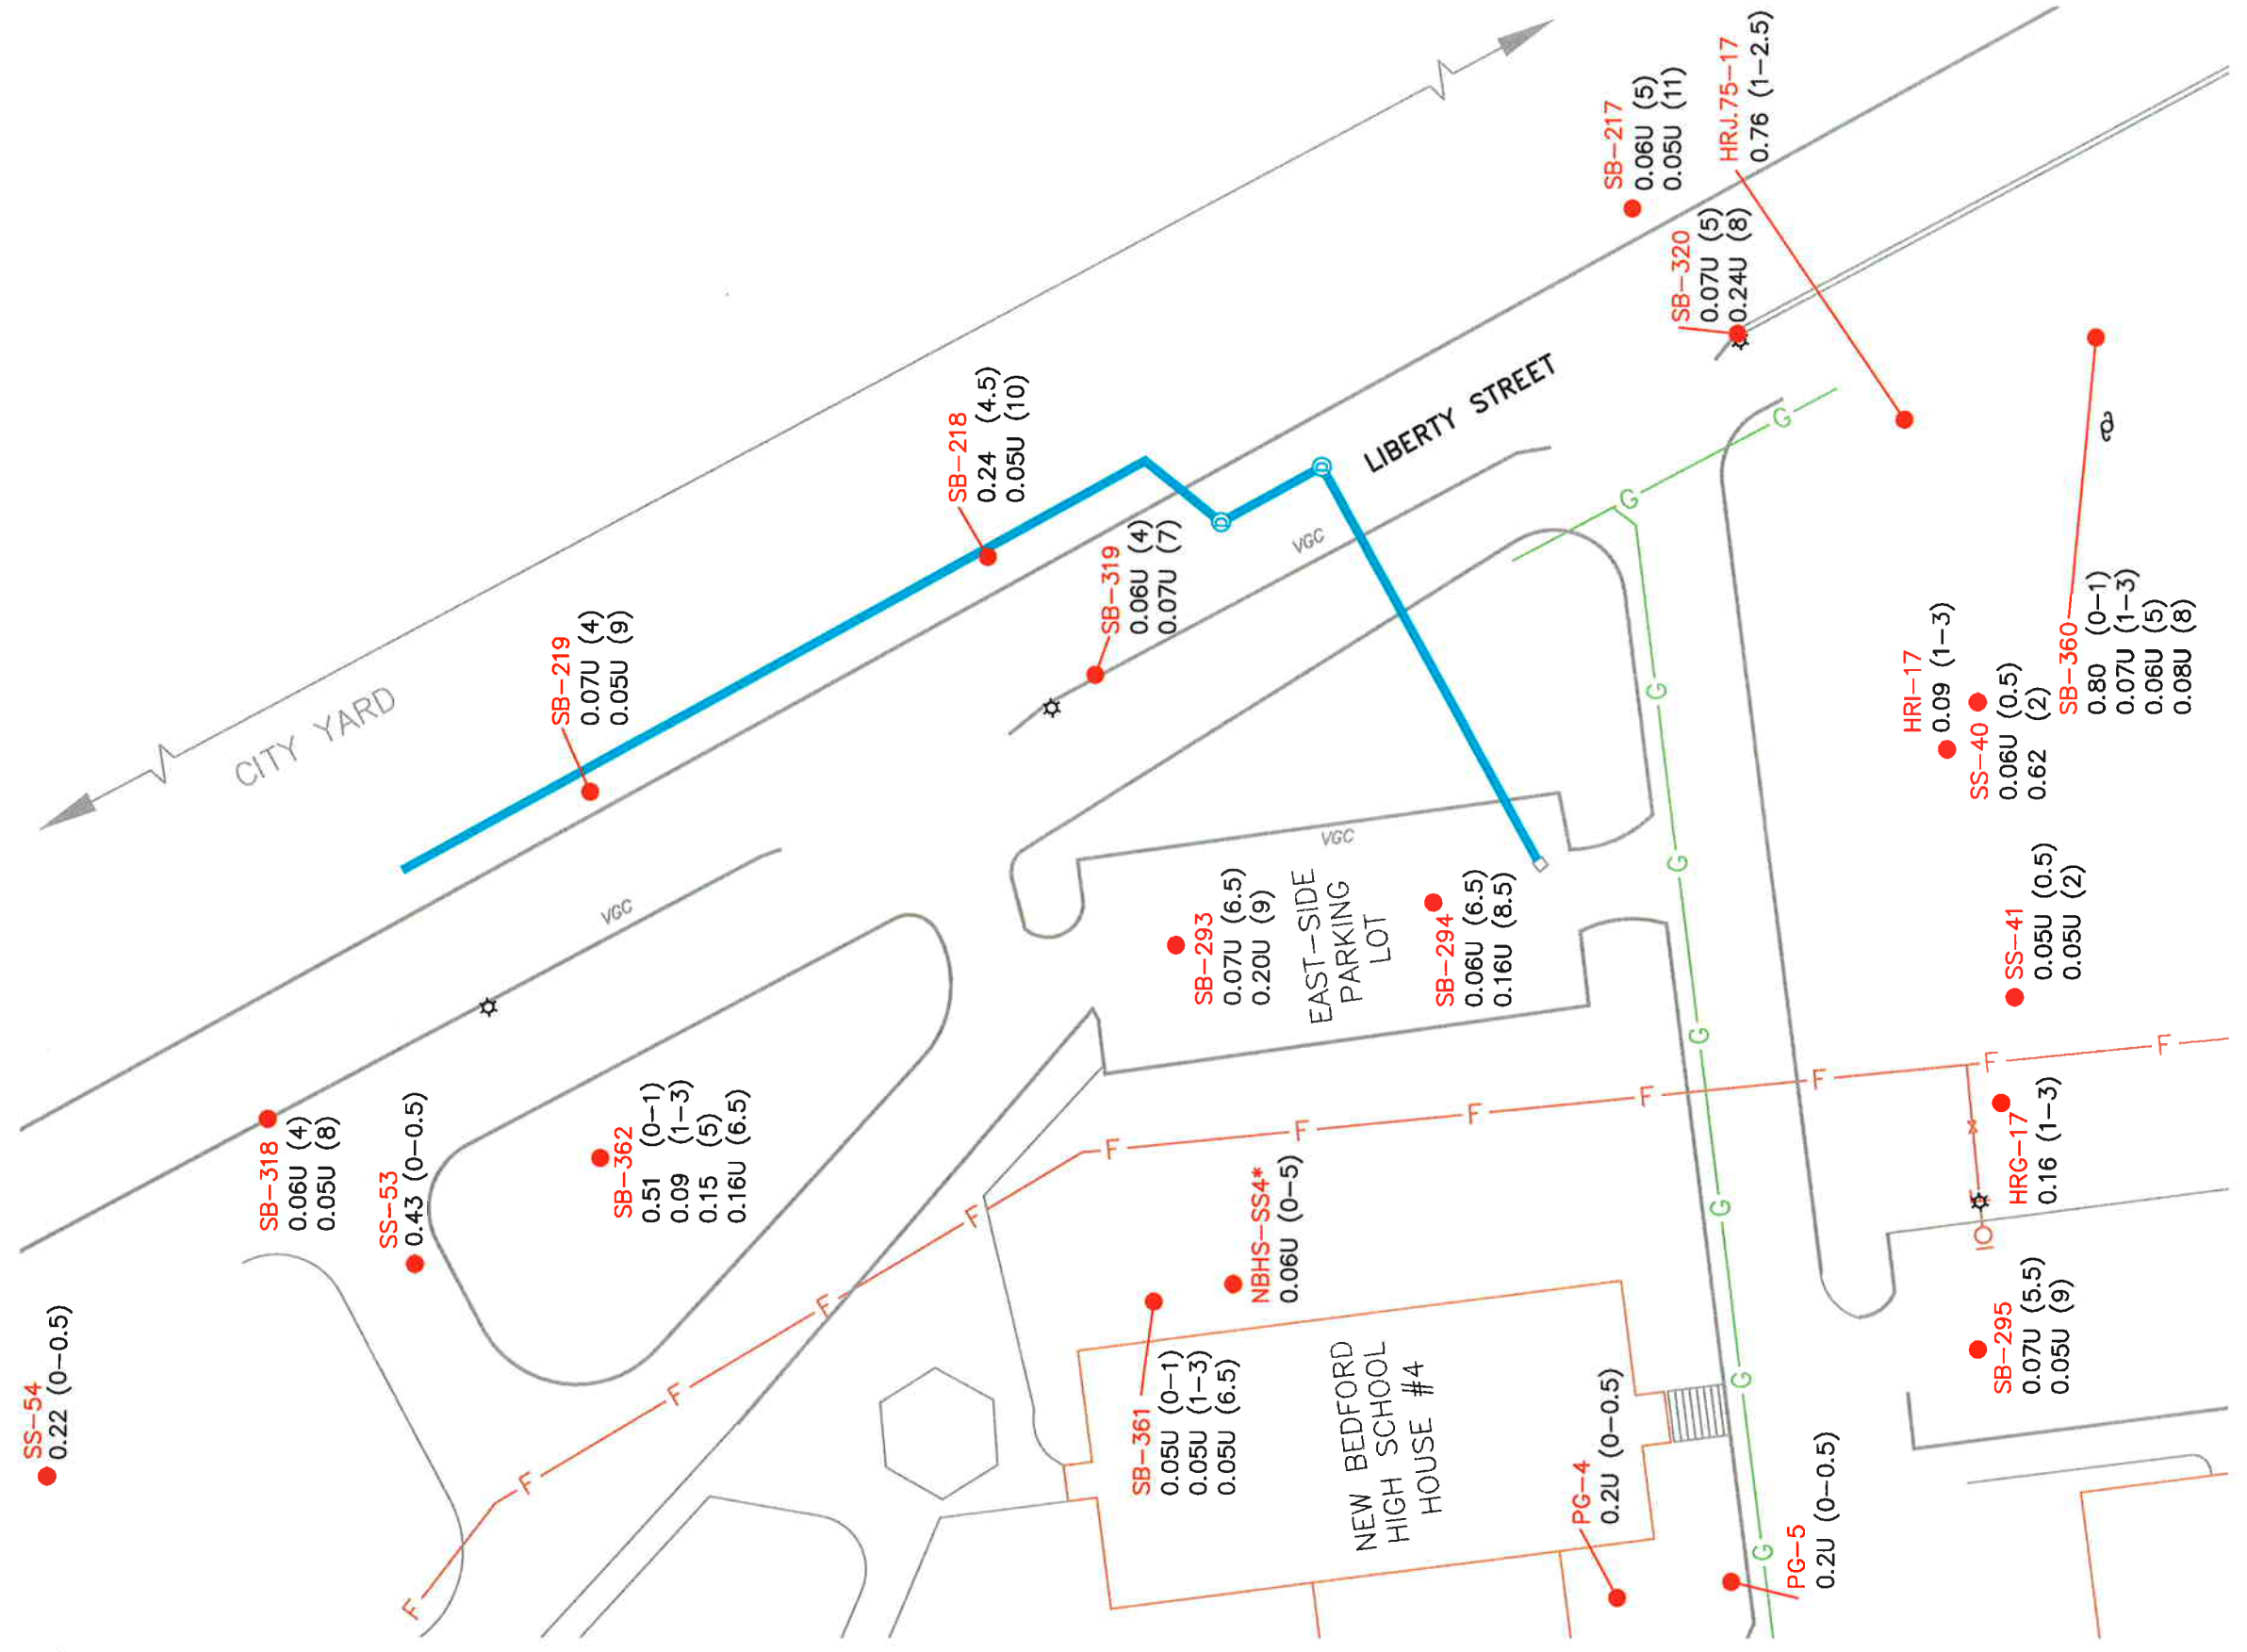 SS-54
0.22 (0-0.5)
CITY YARD
SB-318
0.06U (4)
0.05U (8)
SS-53
0.43 (0-0.5)
SB-219
0.07U (4)
0.05U (9)
VGC
SB-362
0.51 (0-1)
0.09 (1-3)
0.15 (5)
0.16U (6.5)
SB-218
0.24 (4.5)
0.05U (10)
SB-319
0.06U (4)
0.07U (7)
VGC
LIBERTY STREET
SB-217
0.06U (5)
0.05U (11)
SB-320
0.07U (5)
0.24U (8)
HRJ.75-17
0.76 (1-2.5)
SB-293
0.07U (6.5)
0.20U (9)
EAST-SIDE
PARKING
LOT
VGC
SB-294
0.06U (6.5)
0.16U (8.5)
SB-361
0.05U (0-1)
0.05U (1-3)
0.05U (6.5)
NBHS-SS4*
0.06U (0-5)
NEW BEDFORD
HIGH SCHOOL
HOUSE #4
PG-4
0.2U (0-0.5)
PG-5
0.2U (0-0.5)
HRI-17
0.09 (1-3)
SS-40
0.06U (0.5)
0.62 (2)
SB-360
0.80 (0-1)
0.07U (1-3)
0.06U (5)
0.08U (8)
SS-41
0.05U (0.5)
0.05U (2)
HRG-17
0.16 (1-3)
SB-295
0.07U (5.5)
0.05U (9)
F
F
F
F
F
F
F
F
F
F
F
F
G
G
G
G
G
G
G
G
G
D
D